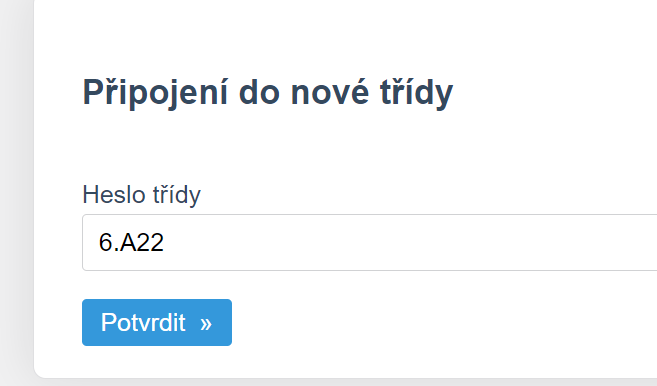 Připojení do nové třídy
Heslo třídy
6.A22
Potvrdit »